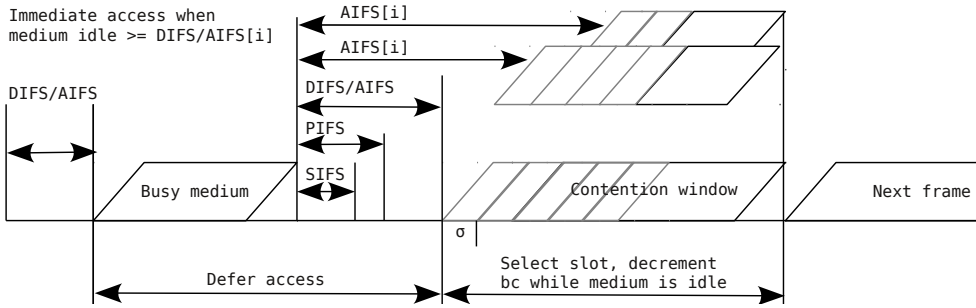 Immediate access when
medium idle >= DIFS/AIFS[i]
AIFS[i]
AIFS[i]
DIFS/AIFS
DIFS/AIFS
PIFS
SIFS
Busy medium
Contention window
Next frame
σ
Defer access
Select slot, decrement
bc while medium is idle